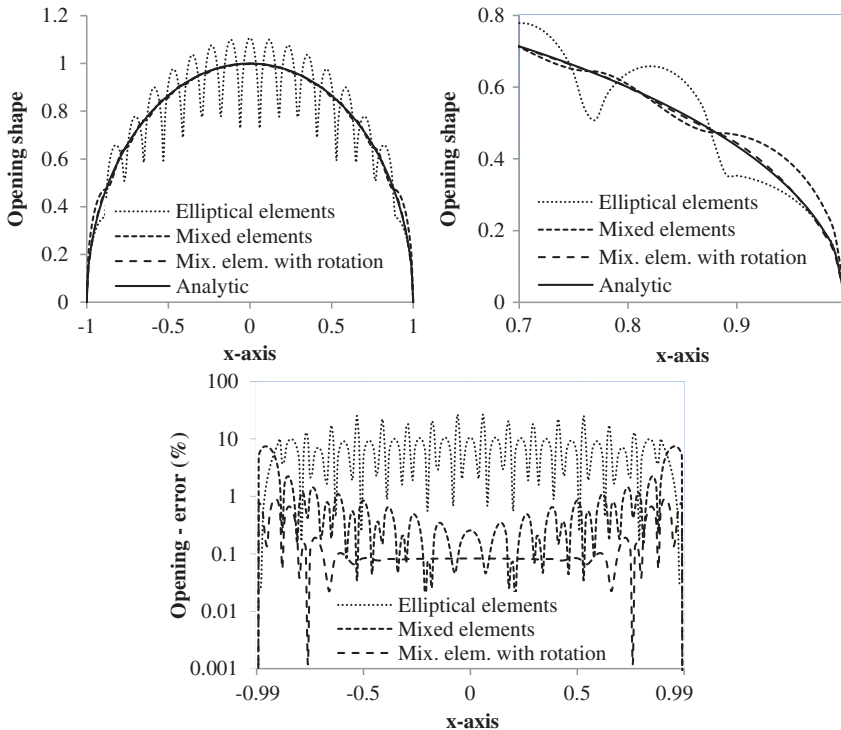 Opening shape
1.2
1
0.8
0.6
0.4
0.2
0
Elliptical elements
Mixed elements
Mix. elem. with rotation
Analytic
-1
-0.5
0
0.5
1
x-axis
Opening shape
0.8
0.6
0.4
0.2
0
Elliptical elements
Mixed elements
Mix. elem. with rotation
Analytic
0.7
0.8
0.9
x-axis
Opening - error (%)
100
10
1
0.1
0.01
0.001
Elliptical elements
Mixed elements
Mix. elem. with rotation
-0.99
-0.5
0
0.5
0.99
x-axis